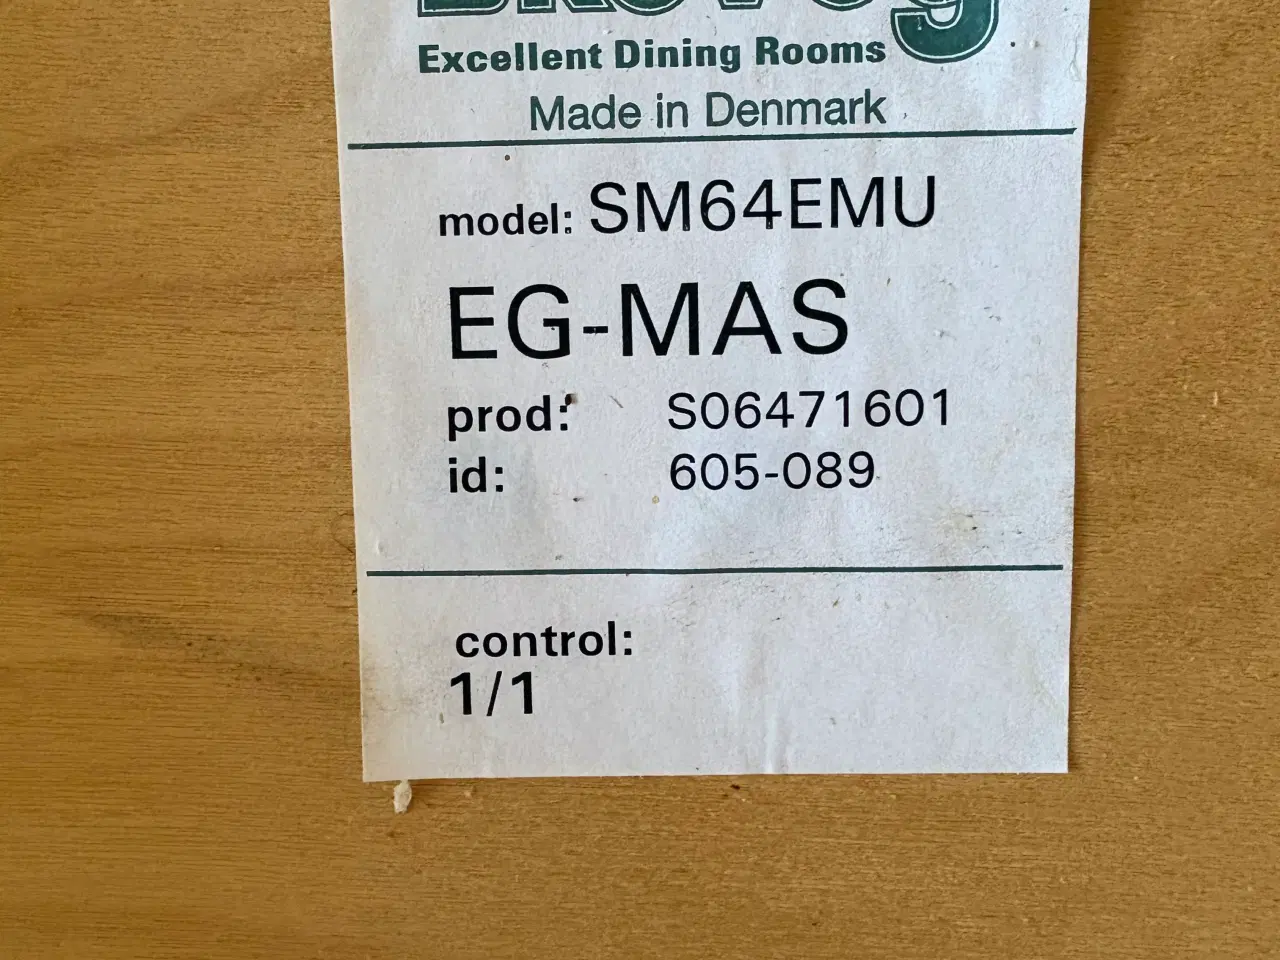 Excellent Dining Rooms
Made in Denmark
model: SM64EMU
EG-MAS
prod: S06471601
id: 605-089
control:
1/1